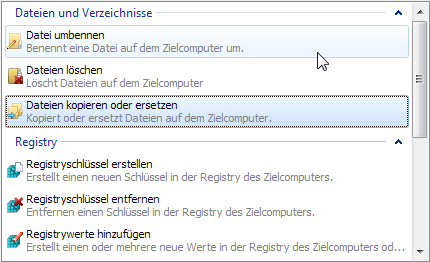 Dateien und Verzeichnisse
Datei umbennen
Benennt eine Datei auf dem Zielcomputer um.
Dateien löschen
Löscht Dateien auf dem Zielcomputer
Dateien kopieren oder ersetzen
Kopiert oder ersetzt Dateien auf dem Zielcomputer.
Registry
Registryschlüssel erstellen
Erstellt einen neuen Schlüssel in der Registry des Zielcomputers.
Registryschlüssel entfernen
Entfernen einen Schlüssel in der Registry des Zielcomputers.
Registrywerte hinzufügen
Erstellt einen oder mehrere neue Werte in der Registry des Zielcomputers od...